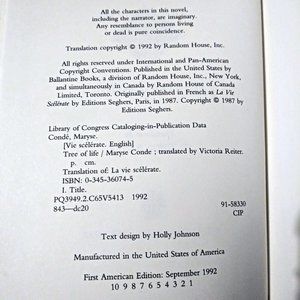 All the characters in this novel,
including the narrator, are imaginary.
Any resemblance to persons living
or dead is pure coincidence.
Translation copyright © 1992 by Random House, Inc.
All rights reserved under International and Pan-American
Copyright Conventions. Published in the United States by
Ballantine Books, a division of Random House, Inc., New York,
and simultaneously in Canada by Random House of Canada
Limited, Toronto. Originally published in French as La Vie
Scélérate by Editions Seghers, Paris, in 1987. Copyright © 1987 by
Editions Seghers.
Library of Congress Cataloging-in-Publication Data
Condé, Maryse.
[Vie scélérate. English]
Tree of life / Maryse Conde ; translated by Victoria Reiter.
p. cm.
Translation of: La vie scélérate.
ISBN: 0-345-36074-5
I. Title.
PQ3949.2.C65V5413 1992
843—dc20 91-58330
CIP
Text design by Holly Johnson
Manufactured in the United States of America
First American Edition: September 1992
10 9 8 7 6 5 4 3 2 1